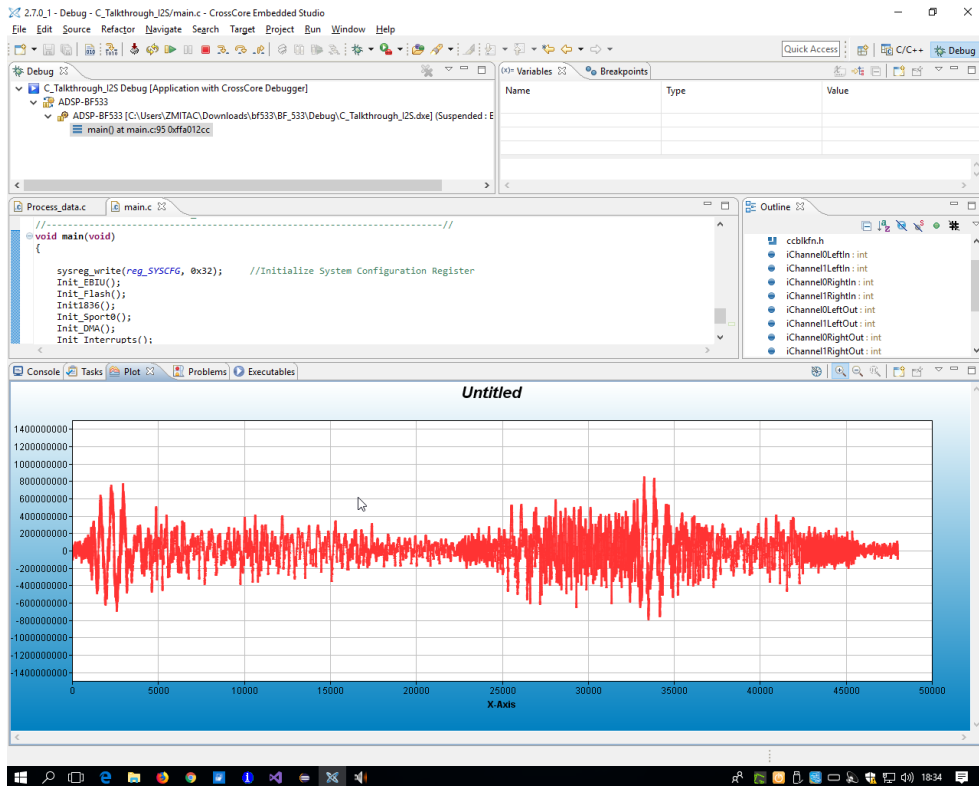 2.7.0_1 - Debug - C_Talkthrough_I2S/main.c - CrossCore Embedded Studio
File Edit Source Refactor Navigate Search Target Project Run Window Help
Quick Access C/C++ Debug
Debug
C_Talkthrough_I2S Debug [Application with CrossCore Debugger]
ADSP-BF533
ADSP-BF533 [C:\Users\ZMITAC\Downloads\bf533\BF_533\Debug\C_Talkthrough_I2S.dxe] (Suspended : E
main() at main.c:95 0xffa012cc
(x)= Variables Breakpoints
Name Type Value
Process_data.c main.c
//--------------------------------------------------------------------------//
void main(void)
{
sysreg_write(reg_SYSCFG, 0x32); //Initialize System Configuration Register
Init_EBIU();
Init_Flash();
Init1836();
Init_Sport0();
Init_DMA();
Init_Interrupts();
Outline
ccblkfn.h
iChannel0LeftIn : int
iChannel1LeftIn : int
iChannel0RightIn : int
iChannel1RightIn : int
iChannel0LeftOut : int
iChannel1LeftOut : int
iChannel0RightOut : int
iChannel1RightOut : int
Console Tasks Plot Problems Executables
Untitled
1400000000
1200000000
1000000000
800000000
600000000
400000000
200000000
0
-200000000
-400000000
-600000000
-800000000
-1000000000
-1200000000
-1400000000
0 5000 10000 15000 20000 25000 30000 35000 40000 45000 50000
X-Axis
18:34